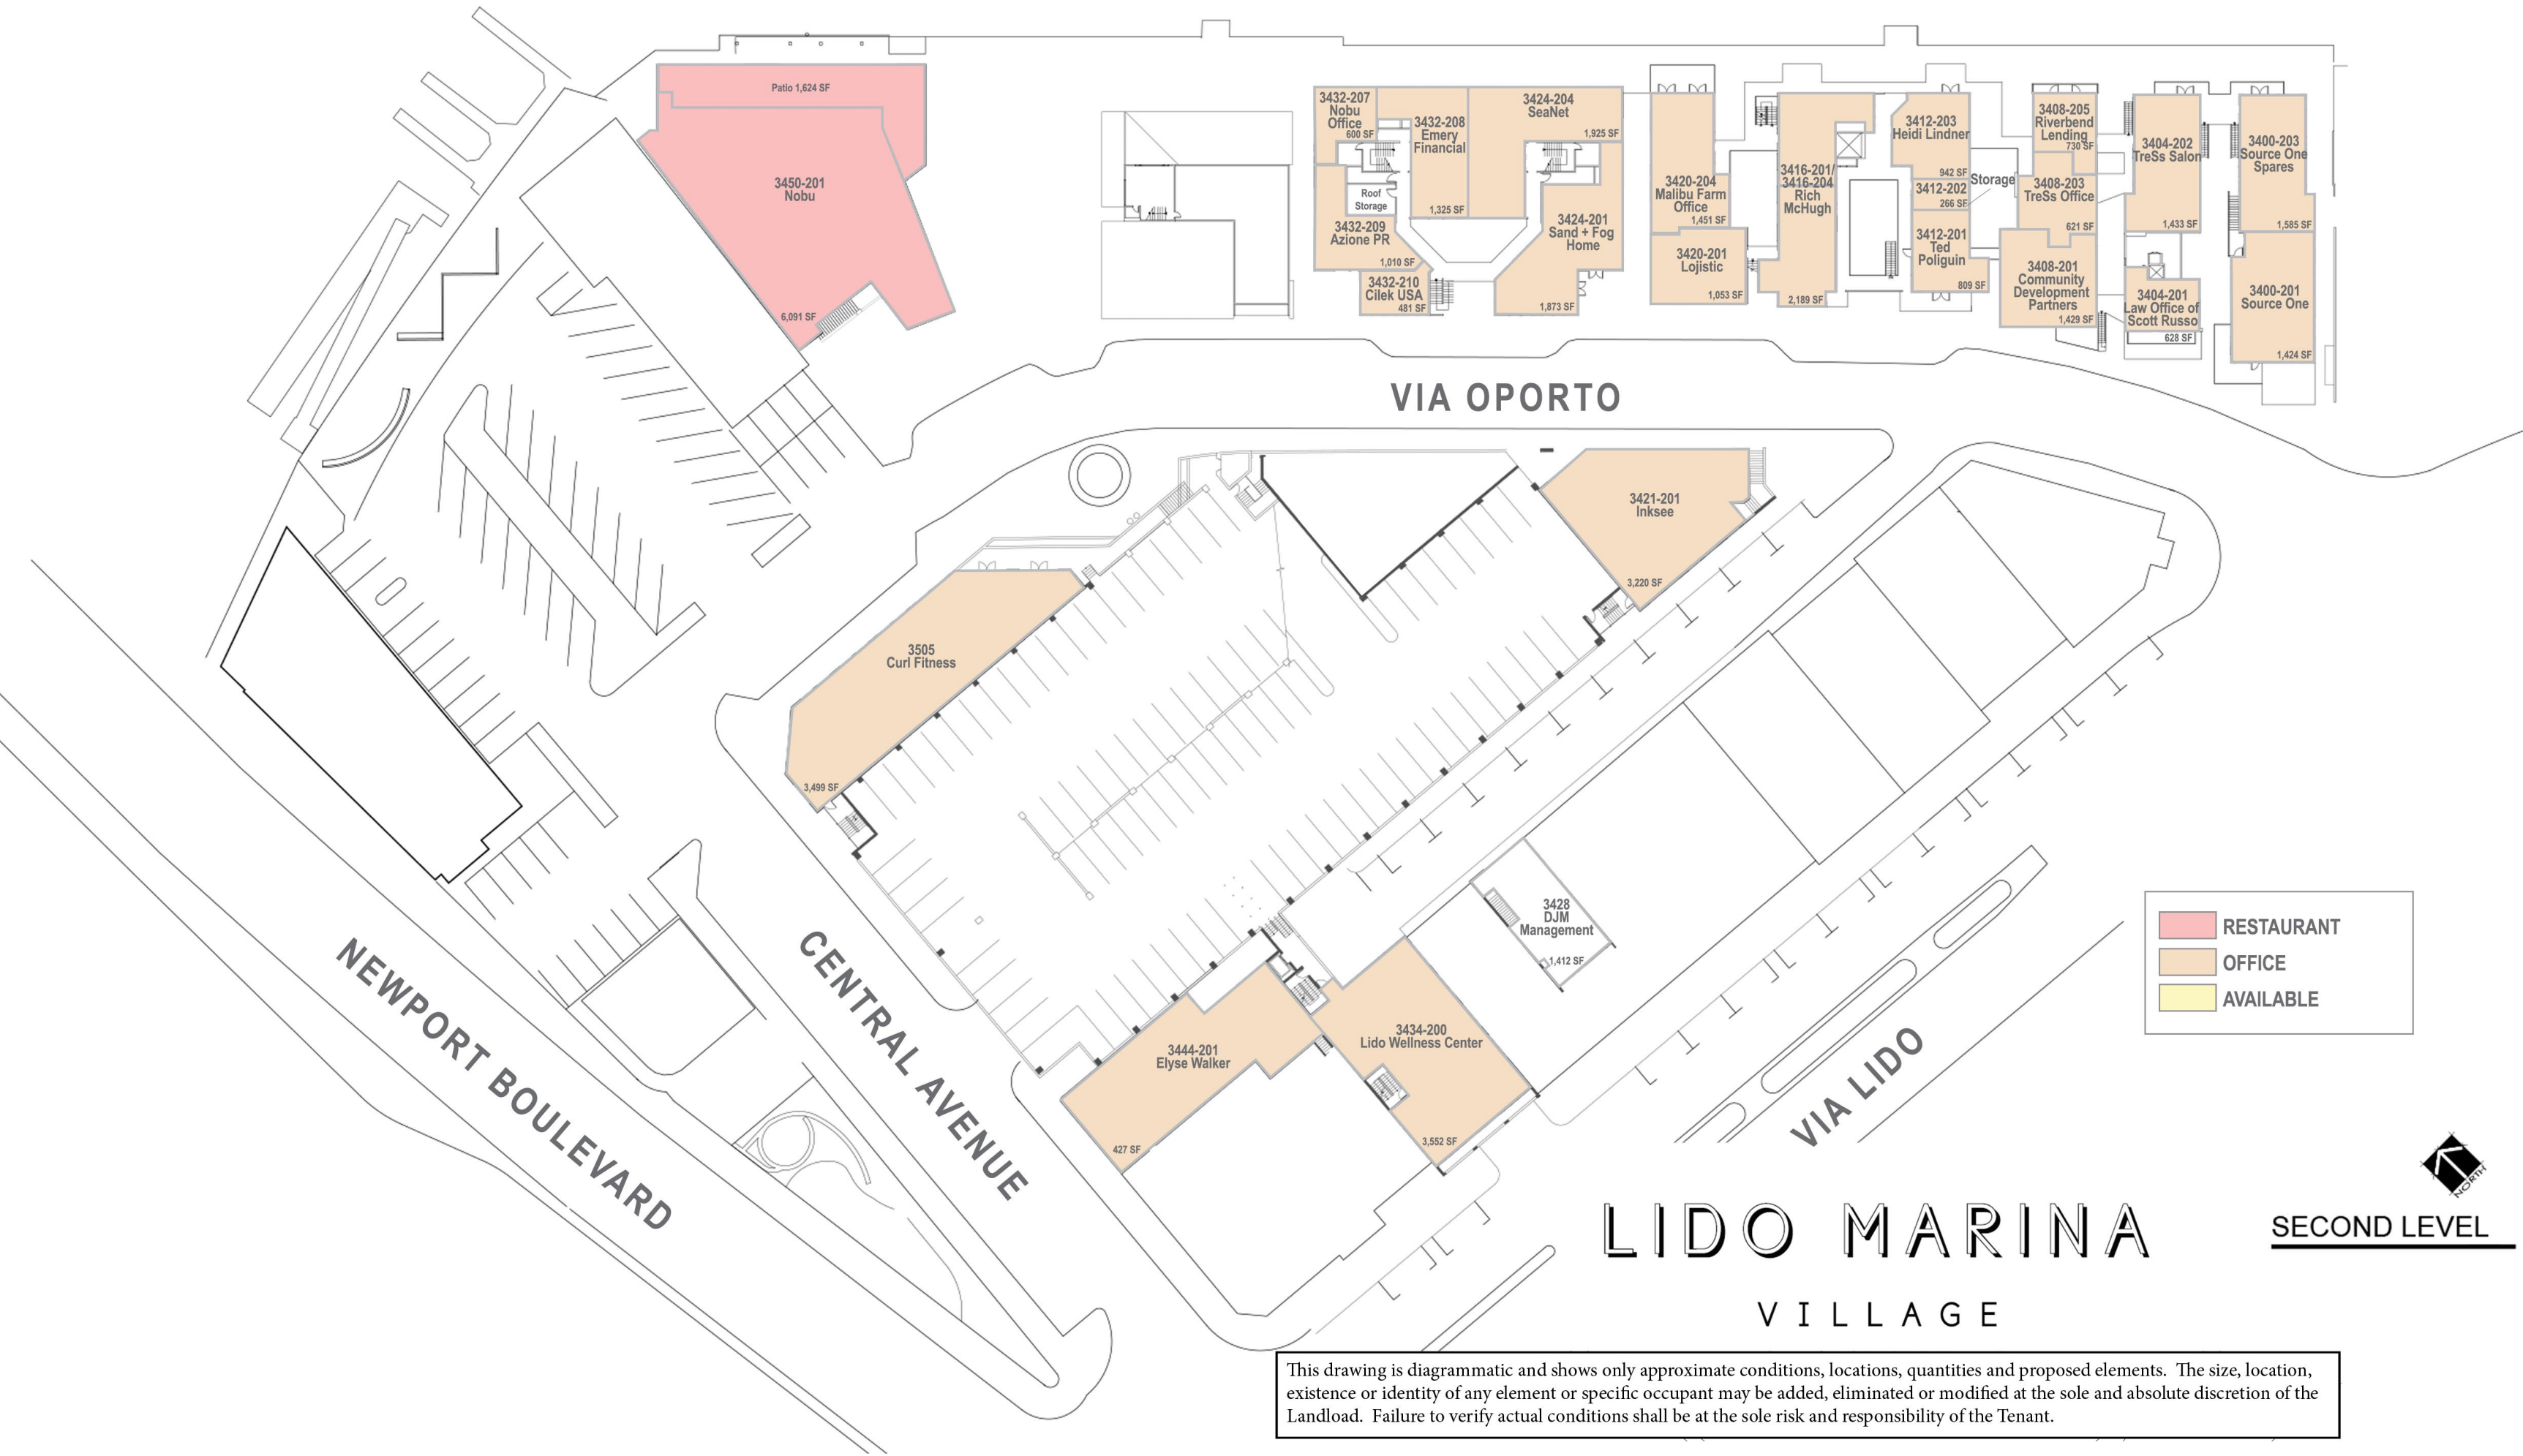 Patio 1,624 SF
3450-201
Nobu
6,091 SF
3432-207
Nobu
Office
600 SF
3432-208
Emery
Financial
1,325 SF
3424-204
SeaNet
1,925 SF
Roof
Storage
3432-209
Azione PR
1,010 SF
3432-210
Cilek USA
481 SF
3424-201
Sand + Fog
Home
1,873 SF
3420-204
Malibu Farm
Office
1,451 SF
3420-201
Lojistic
1,053 SF
3416-201/
3416-204
Rich
McHugh
2,189 SF
3412-203
Heidi Lindner
942 SF
3412-202
266 SF
3412-201
Ted
Poliguin
809 SF
Storage
3408-205
Riverbend
Lending
730 SF
3408-203
TreSs Office
621 SF
3408-201
Community
Development
Partners
1,429 SF
3404-202
TreSs Salon
1,433 SF
3404-201
Law Office of
Scott Russo
628 SF
3400-203
Source One
Spares
1,585 SF
3400-201
Source One
1,424 SF
VIA OPORTO
3421-201
Inksee
3,220 SF
3505
Curl Fitness
3,499 SF
3428
DJM
Management
1,412 SF
3434-200
Lido Wellness Center
3,552 SF
3444-201
Elyse Walker
427 SF
NEWPORT BOULEVARD
CENTRAL AVENUE
VIA LIDO
RESTAURANT
OFFICE
AVAILABLE
NORTH
LIDO MARINA
VILLAGE
SECOND LEVEL
This drawing is diagrammatic and shows only approximate conditions, locations, quantities and proposed elements.  The size, location,
existence or identity of any element or specific occupant may be added, eliminated or modified at the sole and absolute discretion of the
Landload.  Failure to verify actual conditions shall be at the sole risk and responsibility of the Tenant.